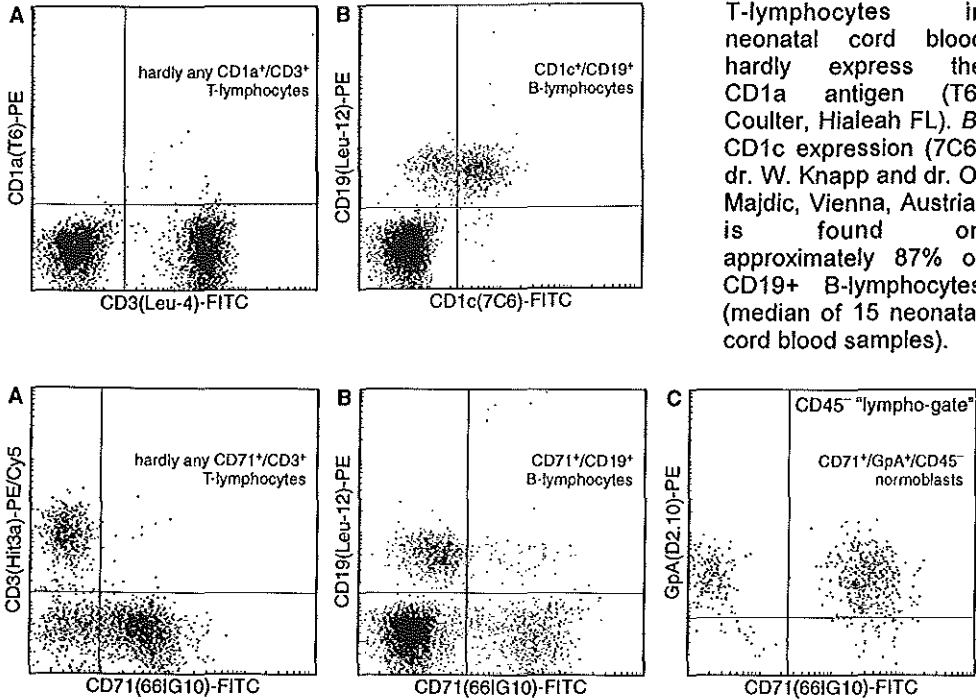 A
hardly any CD1a⁺/CD3⁺
T-lymphocytes
CD1a(T6)-PE
CD3(Leu-4)-FITC
B
CD1c⁺/CD19⁺
B-lymphocytes
CD19(Leu-12)-PE
CD1c(7C6)-FITC
T-lymphocytes in
neonatal cord blood
hardly express the
CD1a antigen (T6
Coulter, Hialeah FL). B
CD1c expression (7C6
dr. W. Knapp and dr. O
Majdic, Vienna, Austria
is found on
approximately 87% o
CD19+ B-lymphocytes
(median of 15 neonata
cord blood samples).
A
hardly any CD71⁺/CD3⁺
T-lymphocytes
CD3(Hit3a)-PE/Cy5
CD71(66IG10)-FITC
B
CD71⁺/CD19⁺
B-lymphocytes
CD19(Leu-12)-PE
CD71(66IG10)-FITC
C
CD45⁻ "lympho-gate"
CD71⁺/GpA⁺/CD45⁻
normoblasts
GpA(D2.10)-PE
CD71(66IG10)-FITC